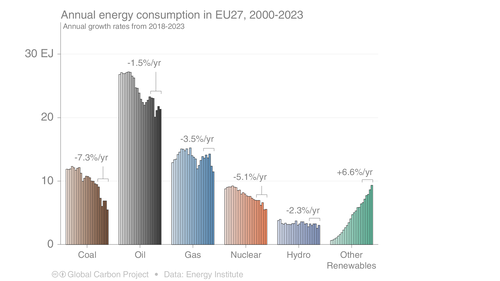 Annual energy consumption in EU27, 2000-2023
Annual growth rates from 2018-2023
30 EJ
20
10
0
-7.3%/yr
-1.5%/yr
-3.5%/yr
-5.1%/yr
-2.3%/yr
+6.6%/yr
Coal
Oil
Gas
Nuclear
Hydro
Other
Renewables
Global Carbon Project • Data: Energy Institute